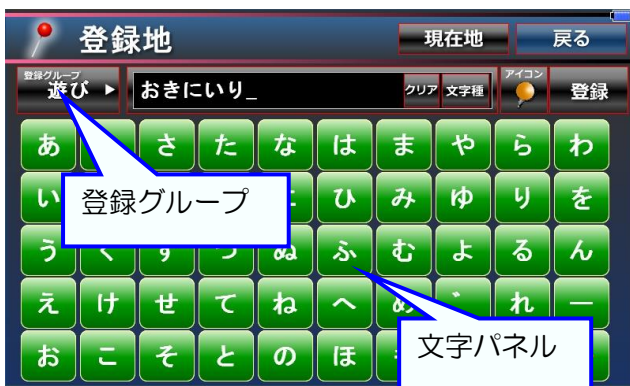 登録地 現在地 戻る
登録グループ アイコン
遊び ▶ おきにいり_ クリア 文字種 登録
あ さ た な は ま や ら わ
い ひ み ゆ り を
登録グループ
う く す つ ぬ ふ む よ る ん
え け せ て ね へ め ゛ れ ー
お こ そ と の ほ
文字パネル